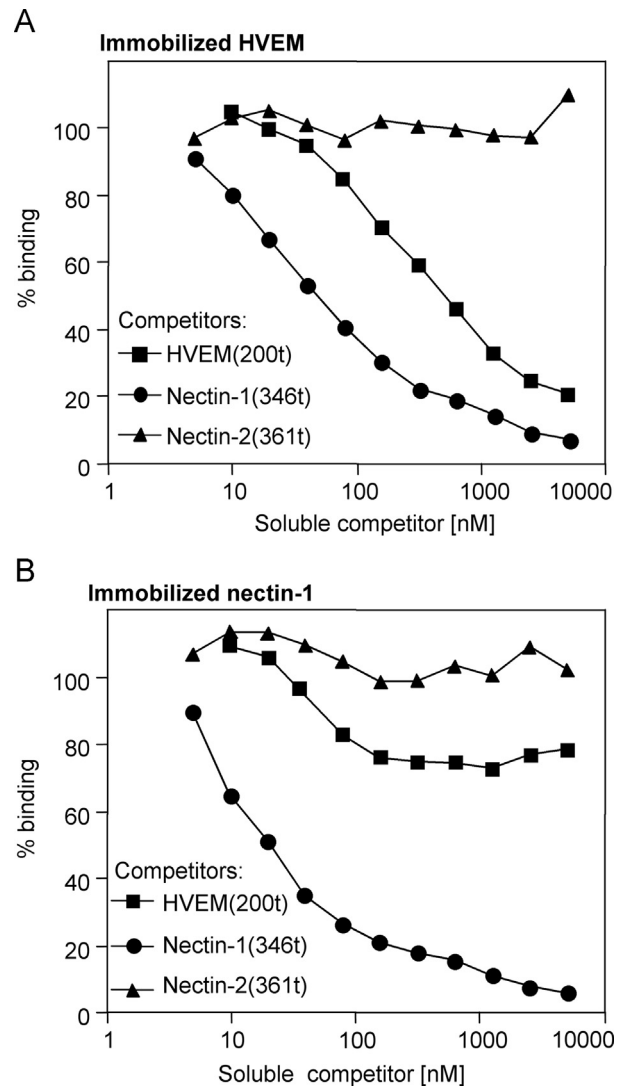 A
Immobilized HVEM
100
80
60
40
20
0
% binding
Competitors:
HVEM(200t)
Nectin-1(346t)
Nectin-2(361t)
1 10 100 1000 10000
Soluble competitor [nM]
B
Immobilized nectin-1
100
80
60
40
20
0
% binding
Competitors:
HVEM(200t)
Nectin-1(346t)
Nectin-2(361t)
1 10 100 1000 10000
Soluble competitor [nM]